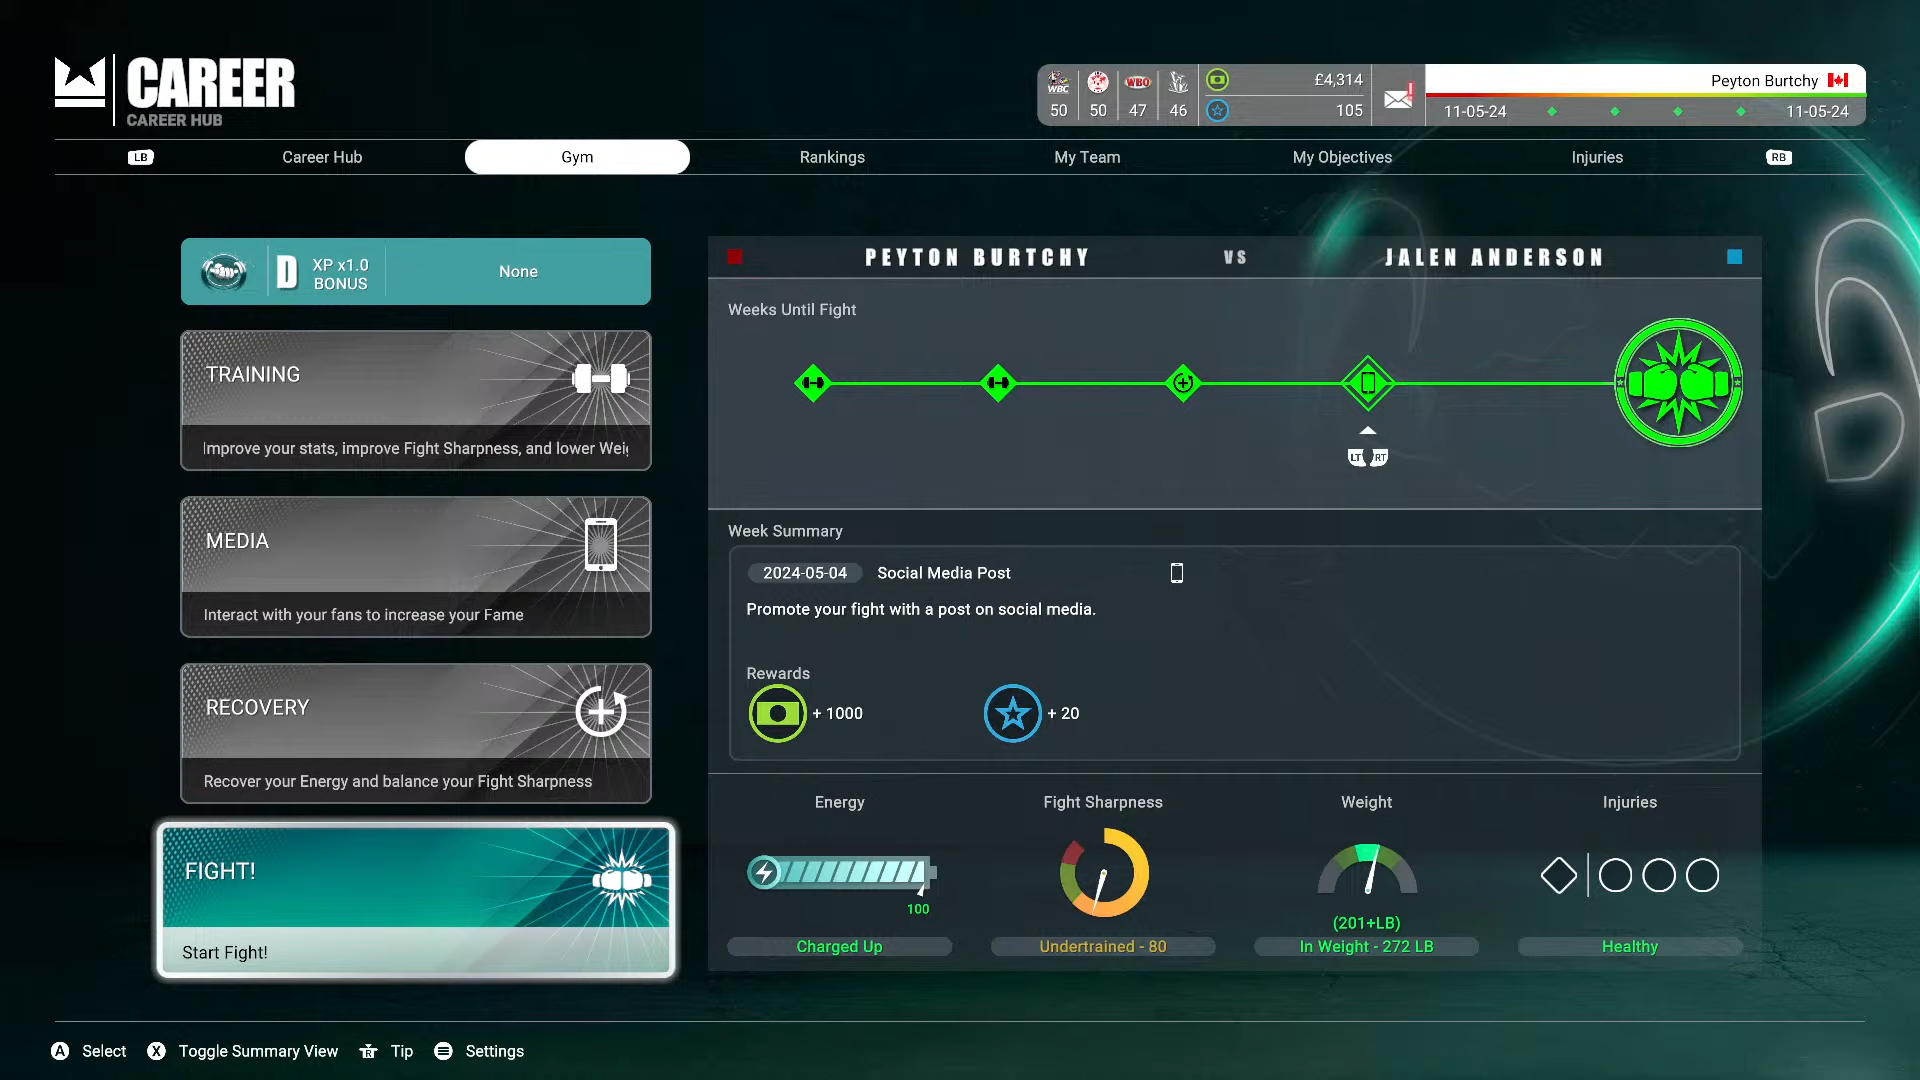 CAREER
CAREER HUB
WBC
WBO
50
50
47
46
£4,314
105
Peyton Burtchy
11-05-24
11-05-24
LB
Career Hub
Gym
Rankings
My Team
My Objectives
Injuries
RB
D
XP x1.0
BONUS
None
TRAINING
Improve your stats, improve Fight Sharpness, and lower Wei
MEDIA
Interact with your fans to increase your Fame
RECOVERY
Recover your Energy and balance your Fight Sharpness
FIGHT!
Start Fight!
PEYTON BURTCHY
VS
JALEN ANDERSON
Weeks Until Fight
LT RT
Week Summary
2024-05-04
Social Media Post
Promote your fight with a post on social media.
Rewards
+ 1000
+ 20
Energy
Fight Sharpness
Weight
Injuries
100
(201+LB)
Charged Up
Undertrained - 80
In Weight - 272 LB
Healthy
A Select
X Toggle Summary View
R Tip
Settings